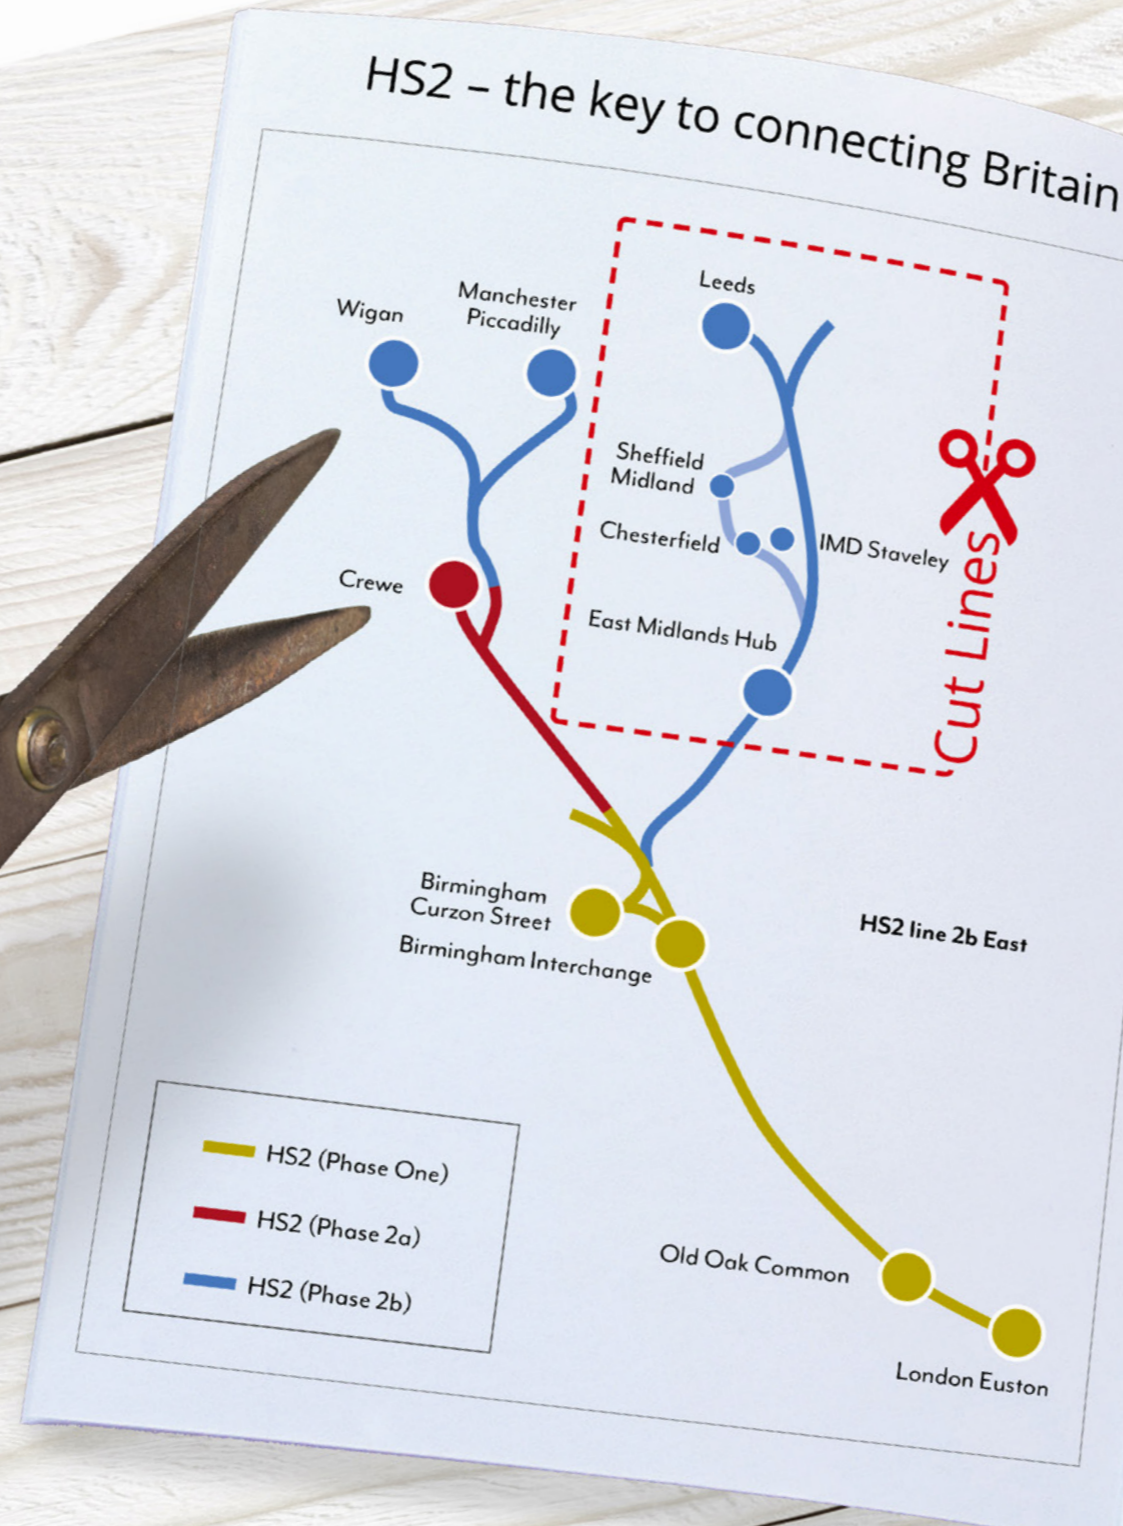 HS2 – the key to connecting Britain
Leeds
Wigan
Manchester
Piccadilly
Sheffield
Midland
Chesterfield
IMD Staveley
Cut Lines
Crewe
East Midlands Hub
Birmingham
Curzon Street
Birmingham Interchange
HS2 line 2b East
HS2 (Phase One)
HS2 (Phase 2a)
HS2 (Phase 2b)
Old Oak Common
London Euston